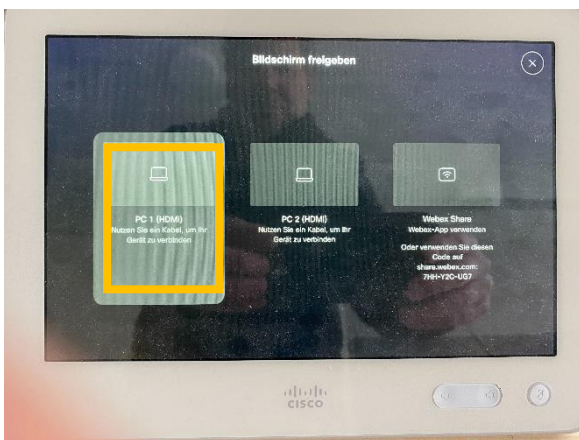 Bildschirm freigeben
PC 1 (HDMI)
Nutzen Sie ein Kabel, um Ihr
Gerät zu verbinden
PC 2 (HDMI)
Nutzen Sie ein Kabel, um Ihr
Gerät zu verbinden
Webex Share
Webex-App verwenden
Oder verwenden Sie diesen
Code auf
share.webex.com:
7HH-Y2C-UG7
CISCO